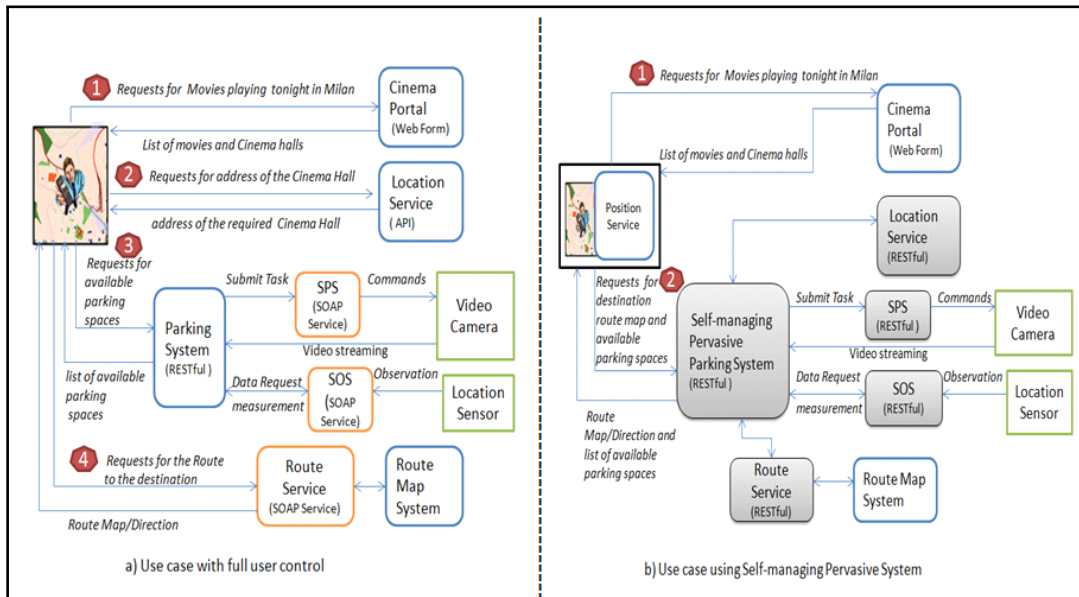 1
Requests for Movies playing tonight in Milan
Cinema
Portal
(Web Form)
List of movies and Cinema halls
2
Requests for address of the Cinema Hall
Location
Service
( API)
address of the required Cinema Hall
3
Requests for
available
parking
spaces
Submit Task
SPS
(SOAP
Service)
Commands
Video
Camera
Parking
System
(RESTful )
Video streaming
list of available
parking
spaces
Data Request
measurement
SOS
(SOAP
Service)
Observation
Location
Sensor
4
Requests for the Route
to the destination
Route
Service
(SOAP Service)
Route
Map
System
Route Map/Direction
a) Use case with full user control
1
Requests for Movies playing tonight in Milan
Cinema
Portal
(Web Form)
List of movies and Cinema halls
Position
Service
Location
Service
(RESTful)
2
Requests for
destination
route map and
available
parking spaces
Self-managing
Pervasive
Parking System
(RESTful )
Submit Task
SPS
(RESTful )
Commands
Video
Camera
Video streaming
Data Request
measurement
SOS
(RESTful)
Observation
Location
Sensor
Route
Map/Direction and
list of available
parking spaces
Route
Service
(RESTful)
Route Map
System
b) Use case using Self-managing Pervasive System